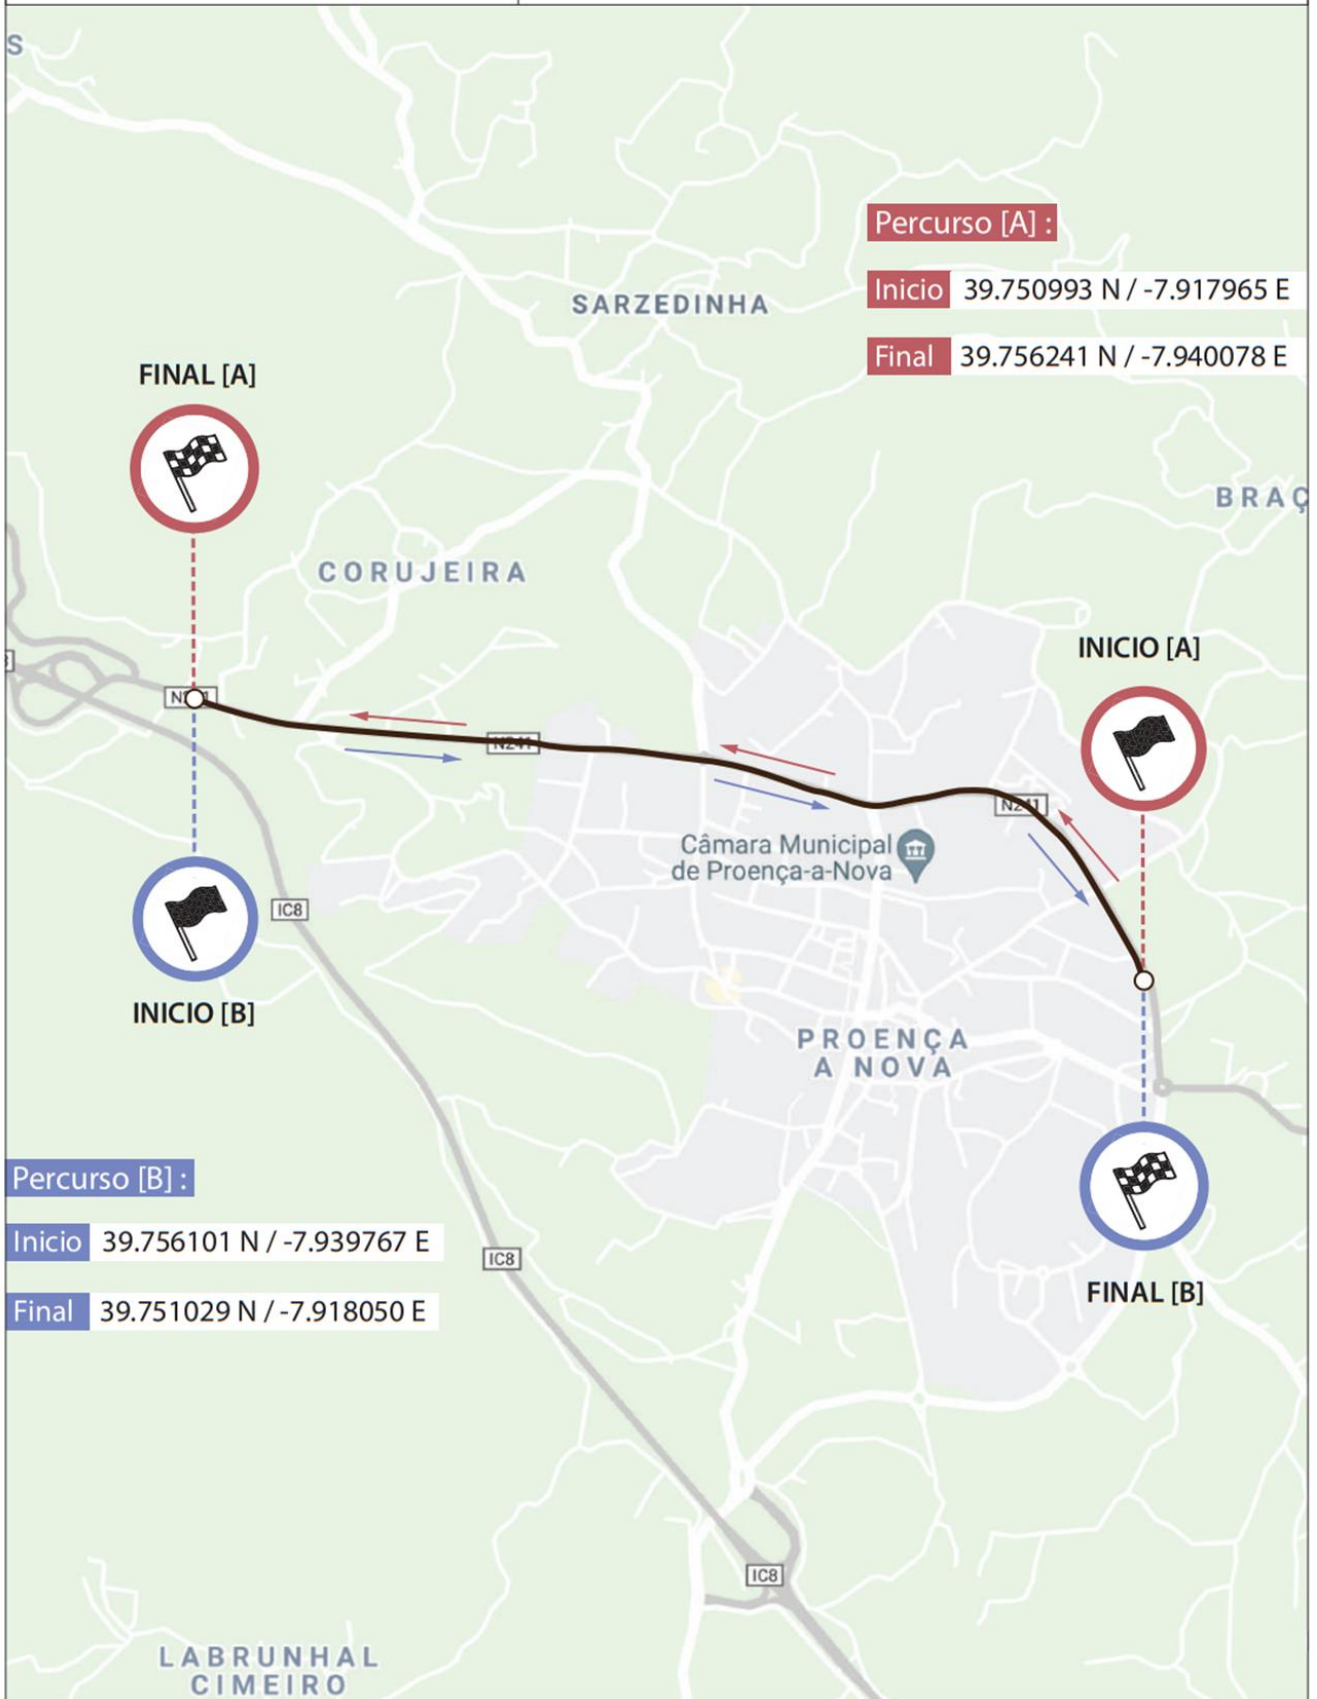 S
Percurso [A] :
Inicio 39.750993 N / -7.917965 E
SARZEDINHA
Final 39.756241 N / -7.940078 E
FINAL [A]
BRAÇ
CORUJEIRA
INICIO [A]
N241
N241
N241
Câmara Municipal
de Proença-a-Nova
IC8
INICIO [B]
PROENÇA
A NOVA
Percurso [B] :
Inicio 39.756101 N / -7.939767 E
IC8
FINAL [B]
Final 39.751029 N / -7.918050 E
IC8
LABRUNHAL
CIMEIRO